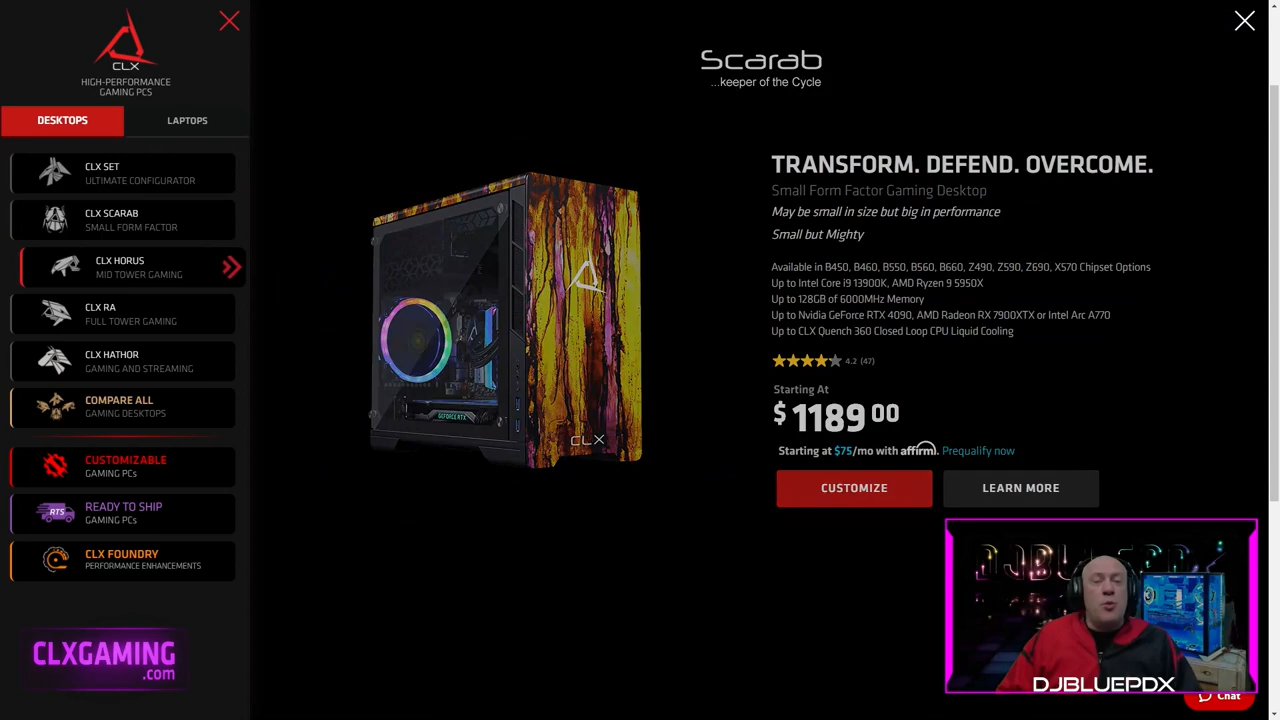 CLX
HIGH-PERFORMANCE
GAMING PCS
DESKTOPS
LAPTOPS
CLX SET
ULTIMATE CONFIGURATOR
CLX SCARAB
SMALL FORM FACTOR
CLX HORUS
MID TOWER GAMING
CLX RA
FULL TOWER GAMING
CLX HATHOR
GAMING AND STREAMING
COMPARE ALL
GAMING DESKTOPS
CUSTOMIZABLE
GAMING PCs
RTS
READY TO SHIP
GAMING PCs
CLX FOUNDRY
PERFORMANCE ENHANCEMENTS
CLXGAMING
.com
Scarab
...keeper of the Cycle
GEFORCE RTX
CLX
TRANSFORM. DEFEND. OVERCOME.
Small Form Factor Gaming Desktop
May be small in size but big in performance
Small but Mighty
Available in B450, B460, B550, B560, B660, Z490, Z590, Z690, X570 Chipset Options
Up to Intel Core i9 13900K, AMD Ryzen 9 5950X
Up to 128GB of 6000MHz Memory
Up to Nvidia GeForce RTX 4090, AMD Radeon RX 7900XTX or Intel Arc A770
Up to CLX Quench 360 Closed Loop CPU Liquid Cooling
4.2 (47)
Starting At
$ 1189 00
Starting at $75/mo with affirm. Prequalify now
CUSTOMIZE
LEARN MORE
DJBLUEPDX
Chat